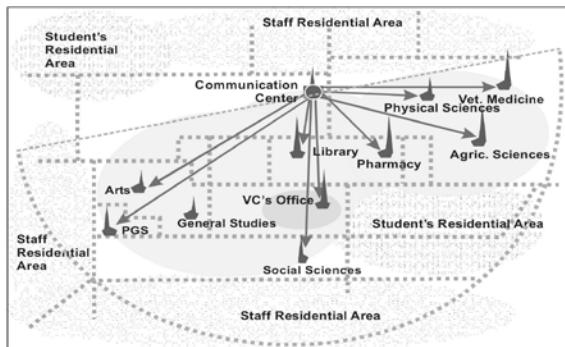 Staff Residential Area
Student's
Residential
Area
Communication
Center
Vet. Medicine
Physical Sciences
Library
Pharmacy
Agric. Sciences
Arts
VC's Office
PGS
General Studies
Student's Residential Area
Staff
Residential
Area
Social Sciences
Staff Residential Area